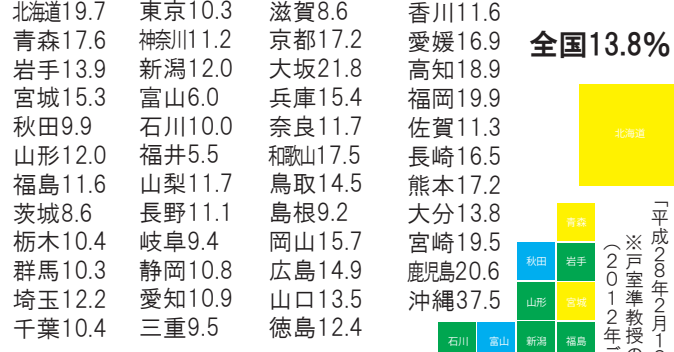 北海道19.7
青森17.6
岩手13.9
宮城15.3
秋田9.9
山形12.0
福島11.6
茨城8.6
栃木10.4
群馬10.3
埼玉12.2
千葉10.4
東京10.3
神奈川11.2
新潟12.0
富山6.0
石川10.0
福井5.5
山梨11.7
長野11.1
岐阜9.4
静岡10.8
愛知10.9
三重9.5
滋賀8.6
京都17.2
大坂21.8
兵庫15.4
奈良11.7
和歌山17.5
鳥取14.5
島根9.2
岡山15.7
広島14.9
山口13.5
徳島12.4
香川11.6
愛媛16.9
高知18.9
福岡19.9
佐賀11.3
長崎16.5
熊本17.2
大分13.8
宮崎19.5
鹿児島20.6
沖縄37.5
全国13.8%
北海道
青森
秋田
岩手
山形
宮城
石川
富山
新潟
福島
「平成28年2月1
※戸室準教授の
(2012年